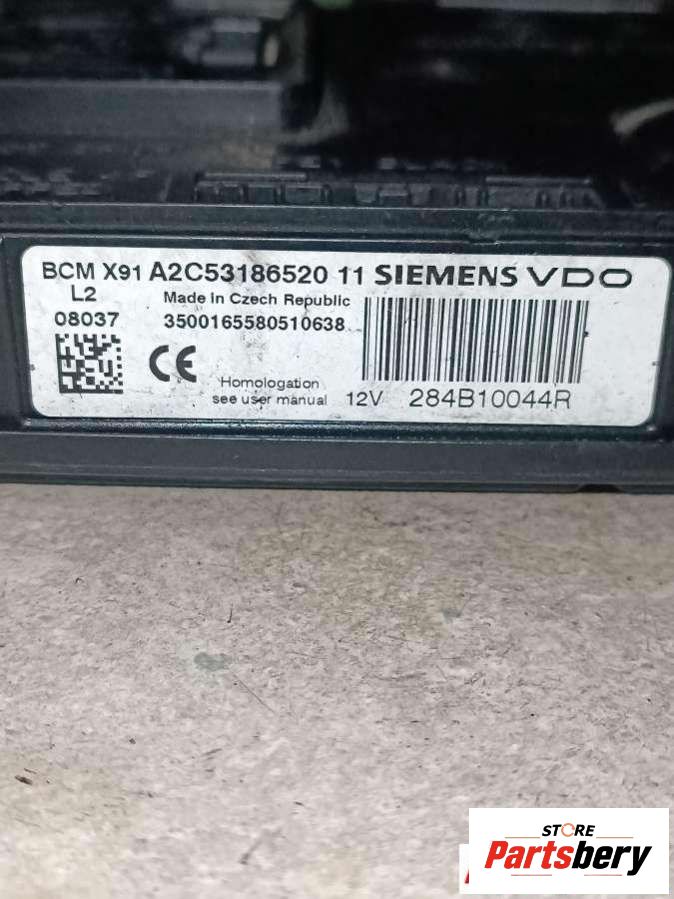 BCM X91 A2C53186520 11 SIEMENS VDO
L2 Made In Czech Republic
08037 3500165580510638
CE
Homologation
see user manual 12V 284B10044R
STORE
Partsbery